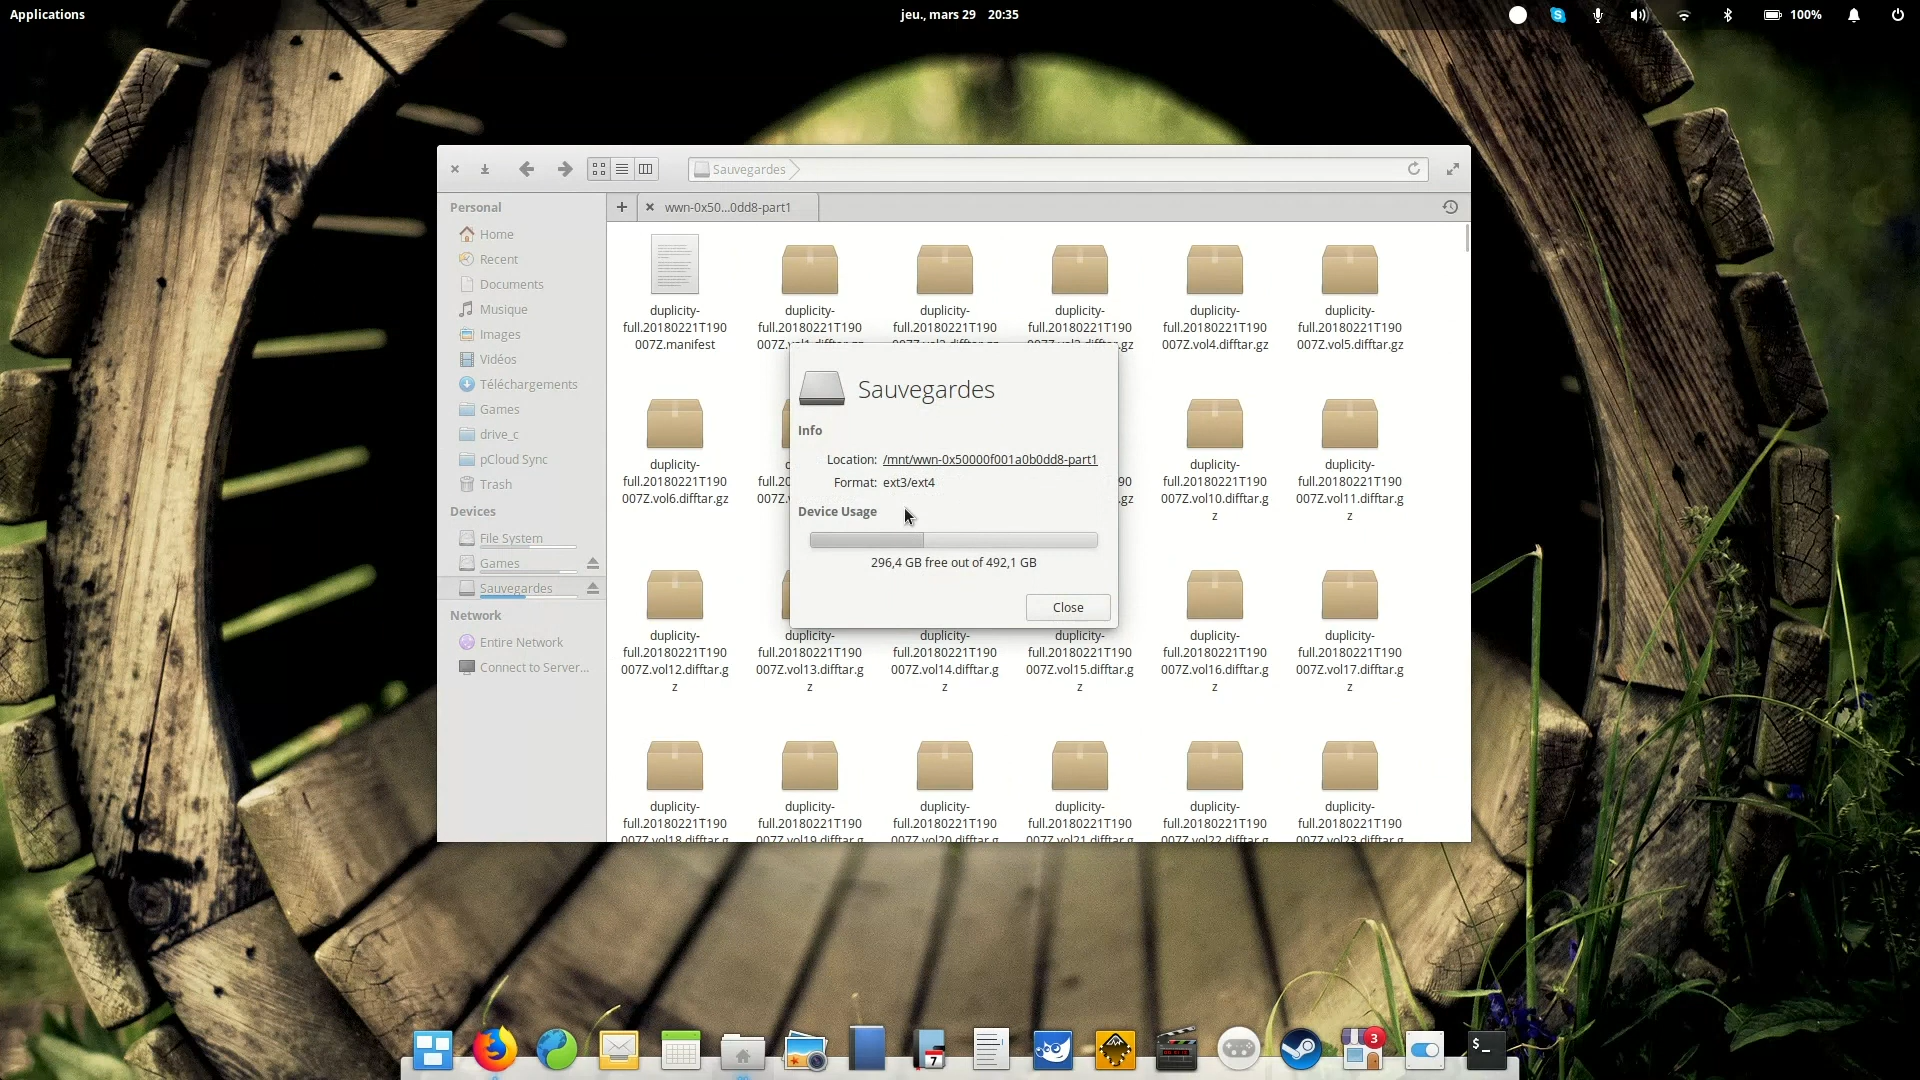 Applications
jeu., mars 29 20:35
100%
Sauvegardes
wwn-0x50...0dd8-part1
Personal
Home
Recent
Documents
Musique
Images
Vidéos
Téléchargements
Games
drive_c
pCloud Sync
Trash
Devices
File System
Games
Sauvegardes
Network
Entire Network
Connect to Server...
duplicity-
full.20180221T190
007Z.manifest
duplicity-
full.20180221T190
007Z.vol1.difftar.gz
duplicity-
full.20180221T190
007Z.vol2.difftar.gz
duplicity-
full.20180221T190
007Z.vol3.difftar.gz
duplicity-
full.20180221T190
007Z.vol4.difftar.gz
duplicity-
full.20180221T190
007Z.vol5.difftar.gz
duplicity-
full.20180221T190
007Z.vol6.difftar.gz
duplicity-
full.20180221T190
007Z.vol10.difftar.g
z
duplicity-
full.20180221T190
007Z.vol11.difftar.g
z
Sauvegardes
Info
Location: /mnt/wwn-0x50000f001a0b0dd8-part1
Format: ext3/ext4
Device Usage
296,4 GB free out of 492,1 GB
Close
duplicity-
full.20180221T190
007Z.vol12.difftar.g
z
duplicity-
full.20180221T190
007Z.vol13.difftar.g
z
duplicity-
full.20180221T190
007Z.vol14.difftar.g
z
duplicity-
full.20180221T190
007Z.vol15.difftar.g
z
duplicity-
full.20180221T190
007Z.vol16.difftar.g
z
duplicity-
full.20180221T190
007Z.vol17.difftar.g
z
duplicity-
full.20180221T190
007Z.vol18.difftar.g
duplicity-
full.20180221T190
007Z.vol19.difftar.g
duplicity-
full.20180221T190
007Z.vol20.difftar.g
duplicity-
full.20180221T190
007Z.vol21.difftar.g
duplicity-
full.20180221T190
007Z.vol22.difftar.g
duplicity-
full.20180221T190
007Z.vol23.difftar.g
7
3
$_